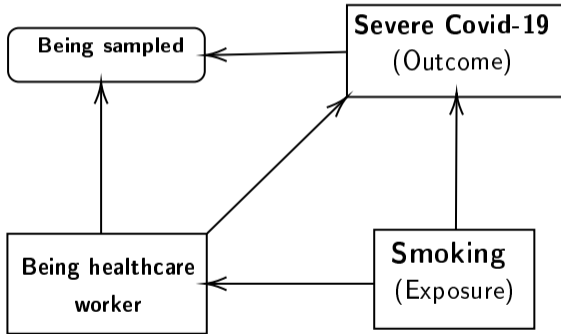 Being sampled
Severe Covid-19
(Outcome)
Being healthcare
worker
Smoking
(Exposure)